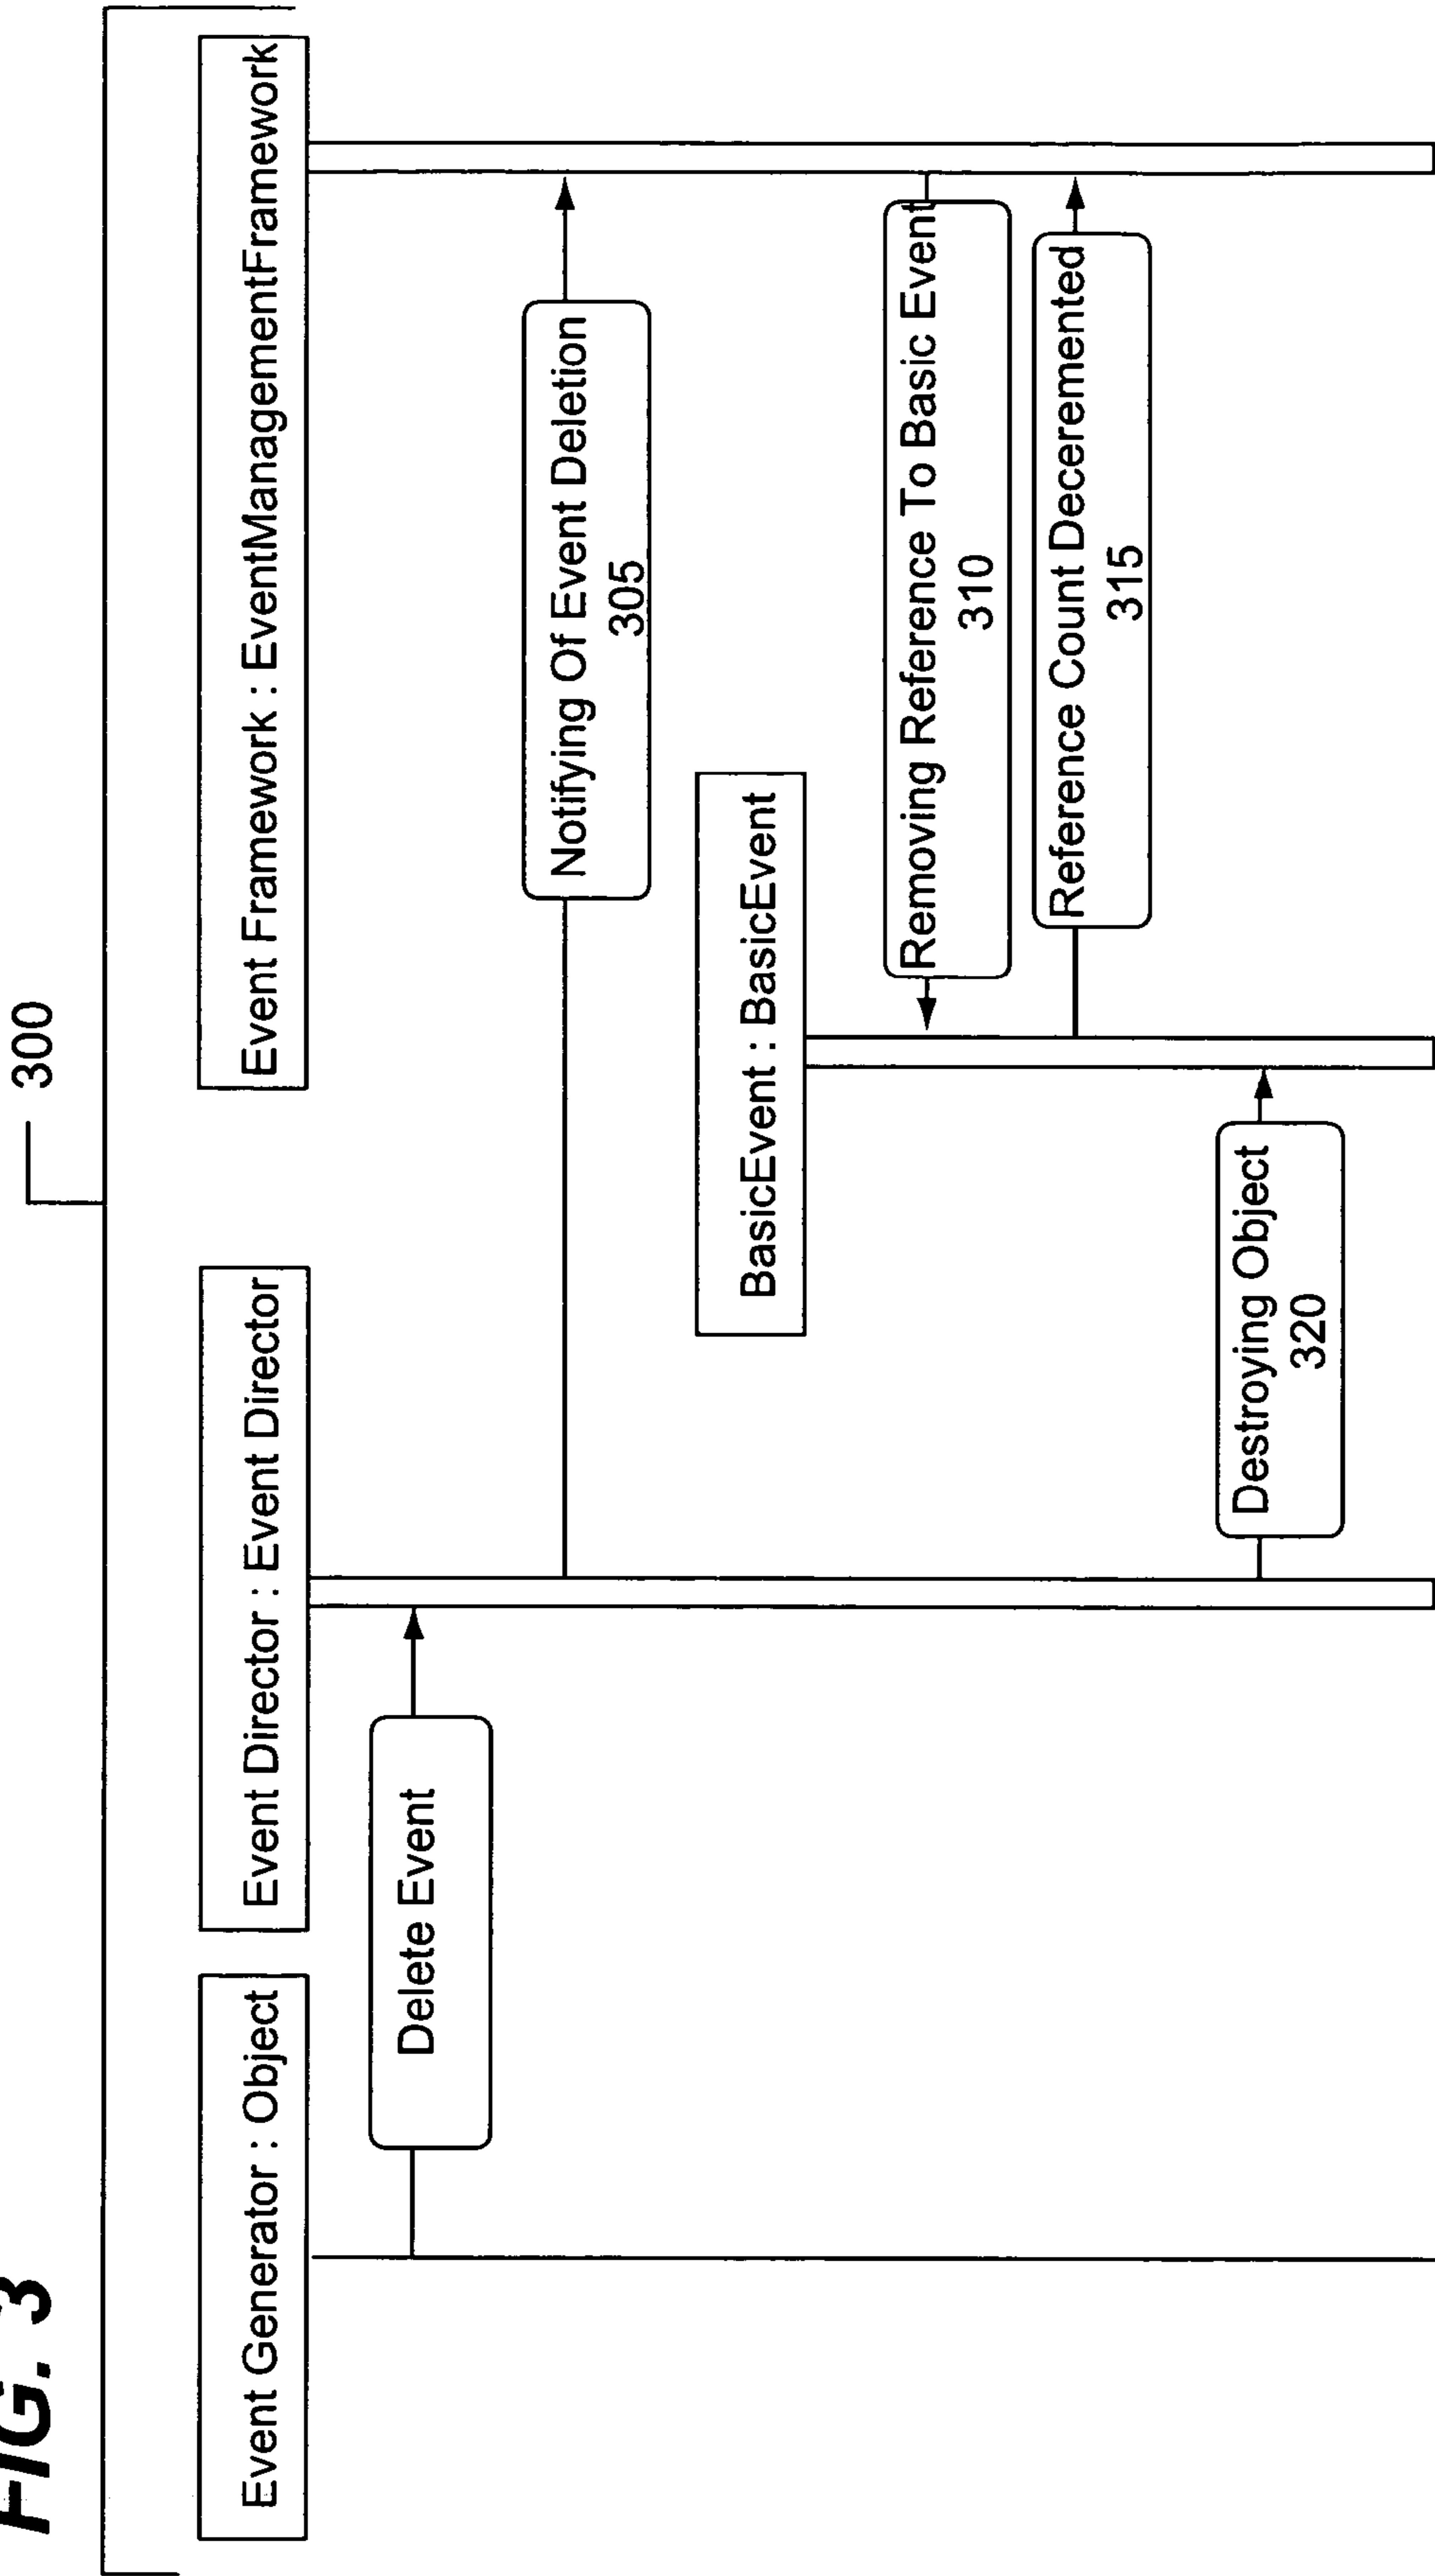 FIG. 3
300
Event Generator : Object
Event Director : Event Director
Event Framework : EventManagementFramework
Delete Event
Notifying Of Event Deletion
305
BasicEvent : BasicEvent
Removing Reference To Basic Event
310
Reference Count Deceremented
315
Destroying Object
320